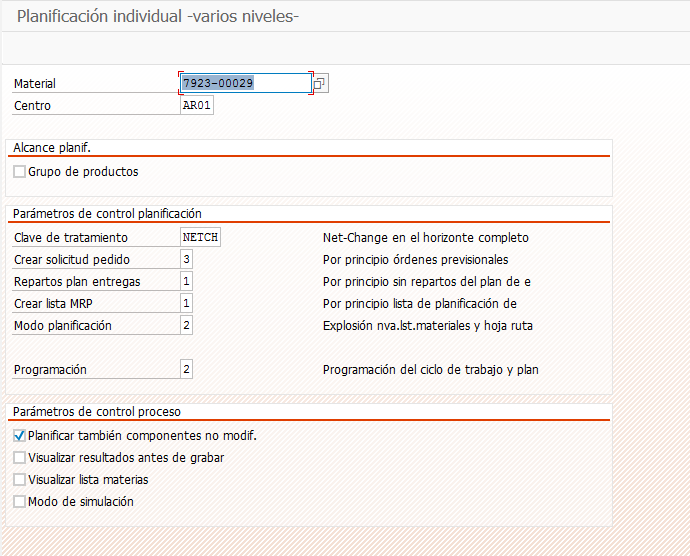 Planificación individual -varios niveles-
Material 7923-00029
Centro AR01
Alcance planif.
Grupo de productos
Parámetros de control planificación
Clave de tratamiento NETCH Net-Change en el horizonte completo
Crear solicitud pedido 3 Por principio órdenes previsionales
Repartos plan entregas 1 Por principio sin repartos del plan de e
Crear lista MRP 1 Por principio lista de planificación de
Modo planificación 2 Explosión nva.lst.materiales y hoja ruta
Programación 2 Programación del ciclo de trabajo y plan
Parámetros de control proceso
Planificar también componentes no modif.
Visualizar resultados antes de grabar
Visualizar lista materias
Modo de simulación